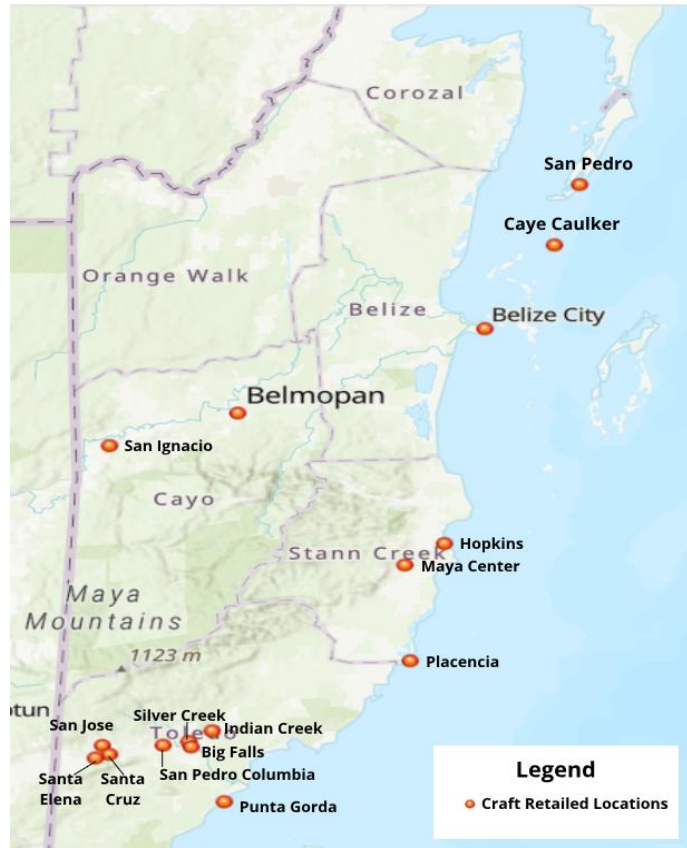 Corozal
San Pedro
Caye Caulker
Orange Walk
Belize
Belize City
Belmopan
San Ignacio
Cayo
Hopkins
Stann Creek
Maya Center
Maya
Mountains
1123 m
Placencia
otun
San Jose
Silver Creek
Indian Creek
Toledo
Big Falls
San Pedro Columbia
Santa
Elena
Santa
Cruz
Punta Gorda
Legend
Craft Retailed Locations